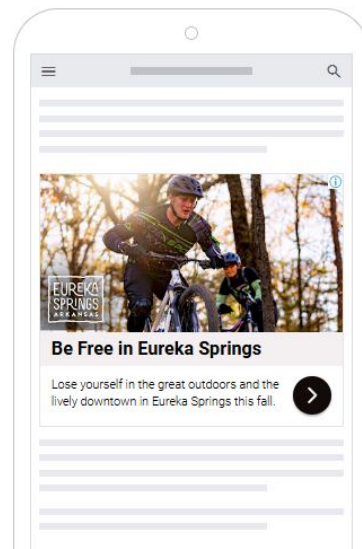 EUREKA
SPRINGS
ARKANSAS
Be Free in Eureka Springs
Lose yourself in the great outdoors and the
lively downtown in Eureka Springs this fall.